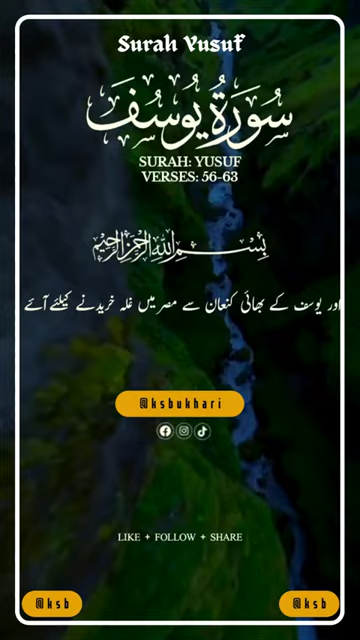 Surah Yusuf
سُورَةُ يُوسُفَ
SURAH: YUSUF
VERSES: 56-63
بِسْمِ اللهِ الرَّحْمٰنِ الرَّحِيْمِ
اور یوسف کے بھائی کنعان سے مصر میں غلہ خریدنے کیلئے آئے
@ksbukhari
LIKE + FOLLOW + SHARE
@ksb
@ksb